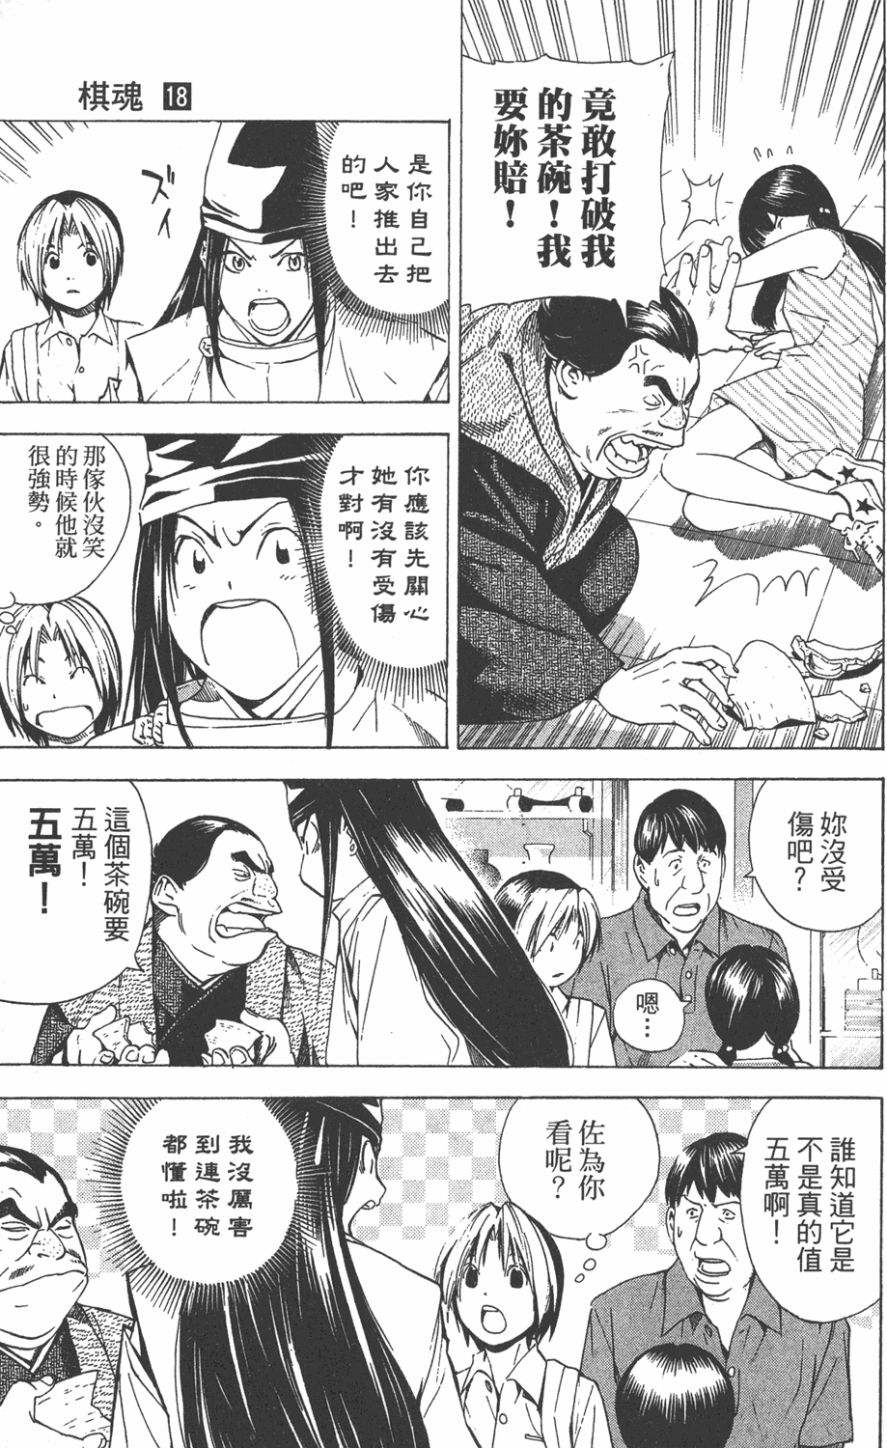 棋魂 18
竟敢打破我
的茶碗！我
要妳賠！
是你自己把
人家推出去
的吧！
ズイ
你應該先關心
她有沒有受傷
才對啊！
那傢伙沒笑
的時候他就
很強勢。
妳沒受
傷吧？
嗯…
這個茶碗要
五萬！
五萬！
誰知道它是
不是真的值
五萬啊！
佐為你
看呢？
我沒厲害
到連茶碗
都懂啦！